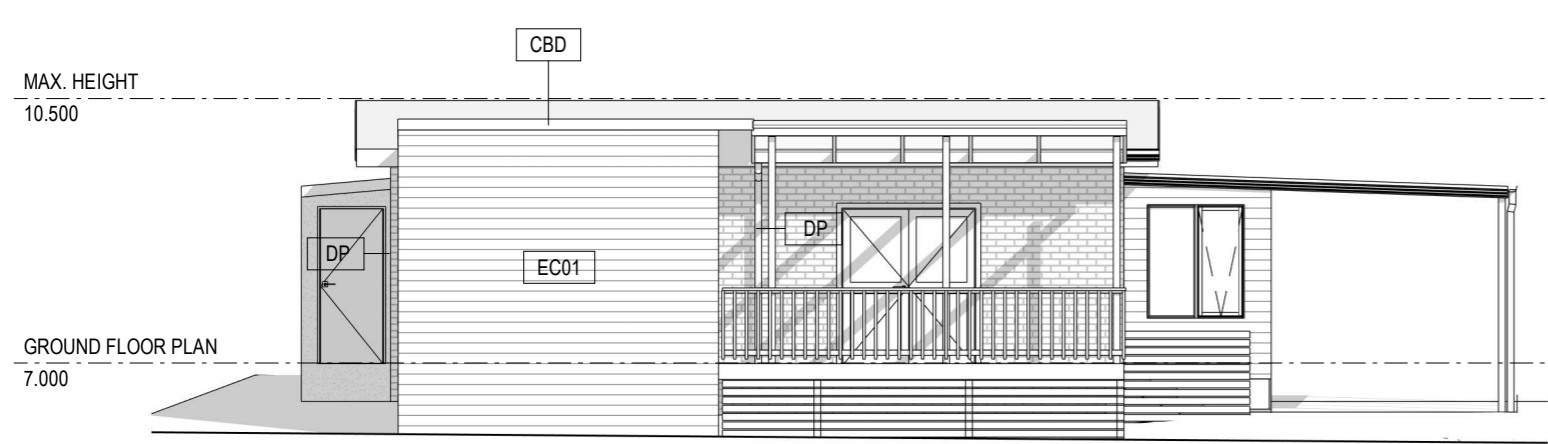 CBD
MAX. HEIGHT
10.500
DP
DP
EC01
GROUND FLOOR PLAN
7.000